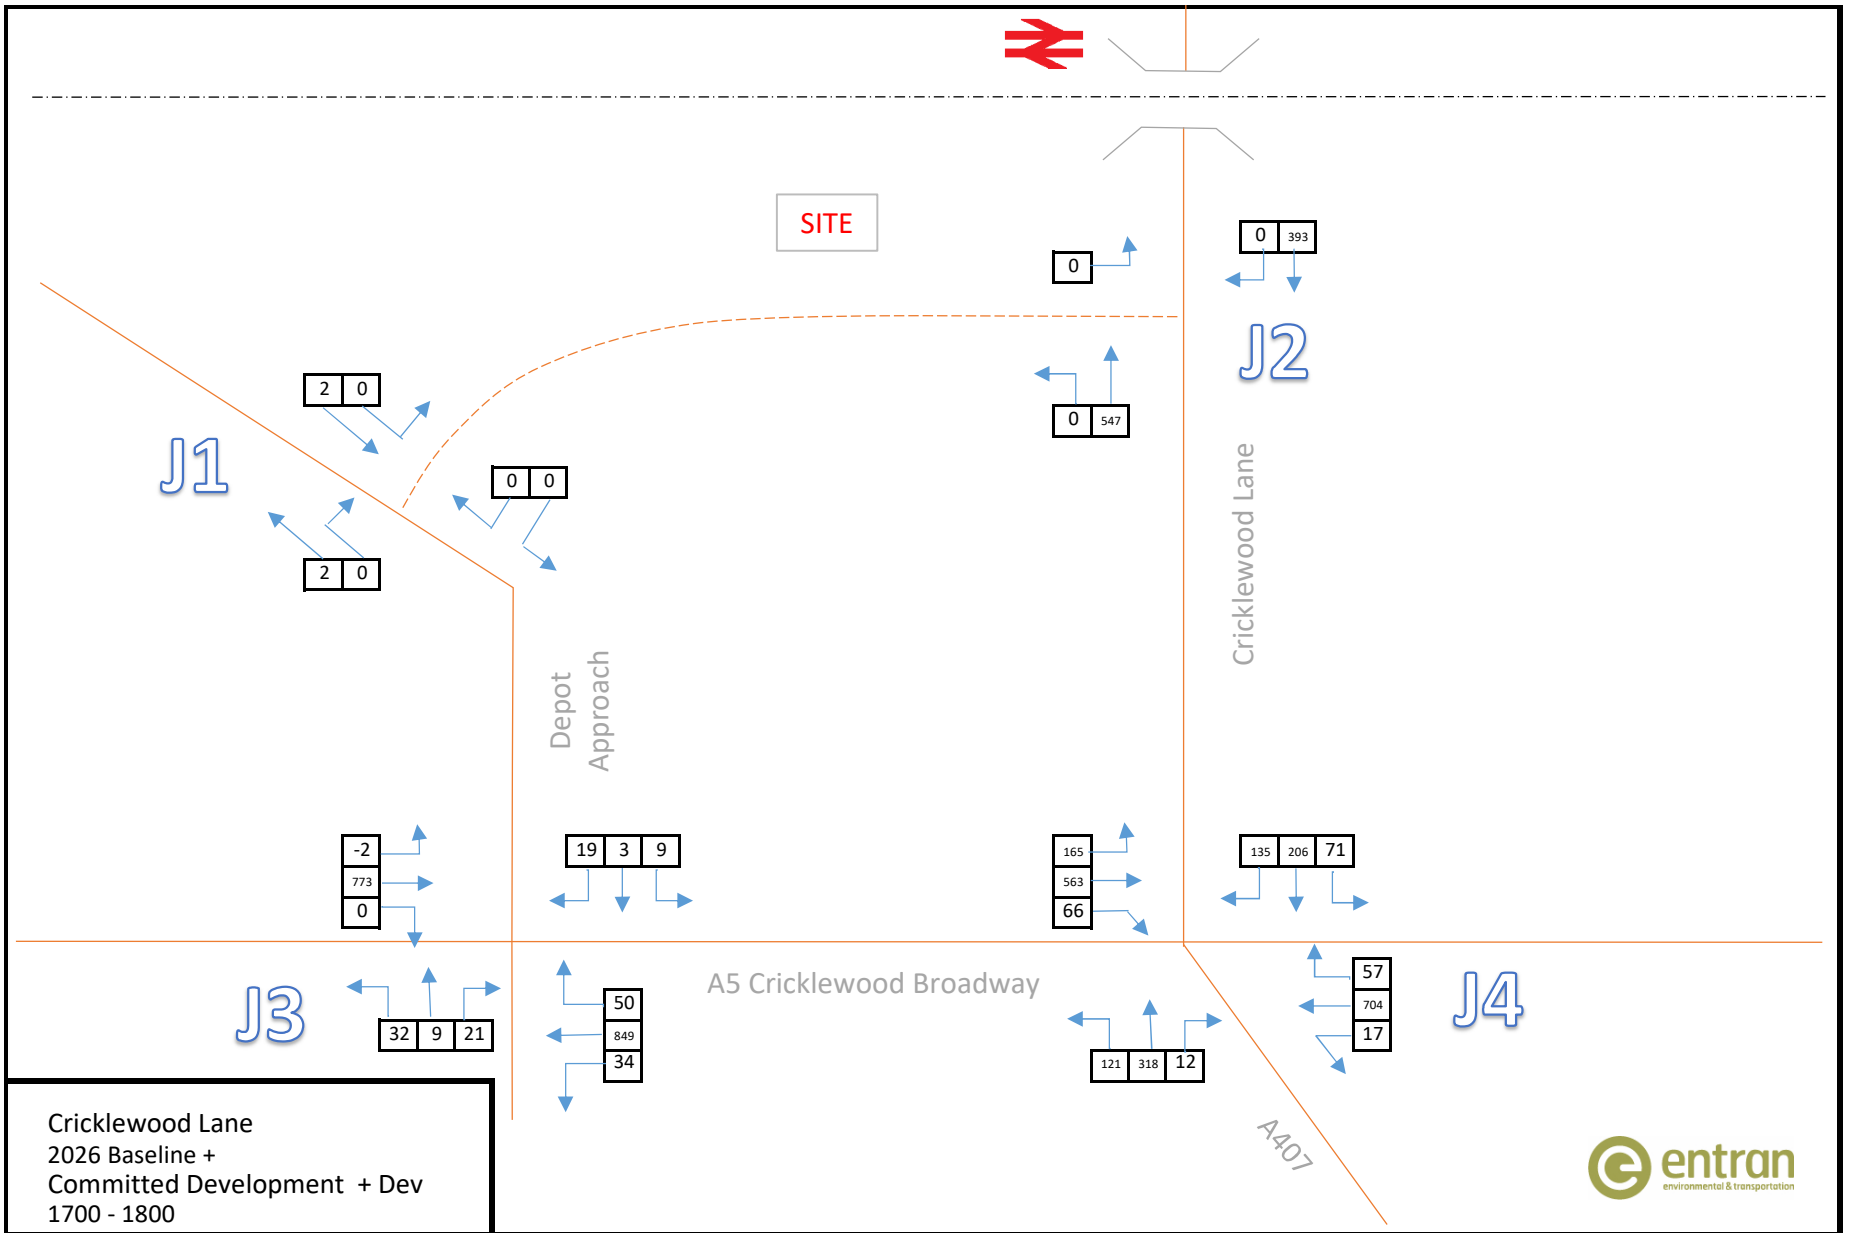 SITE
0
0 393
J2
2 0
0 547
J1
0 0
2 0
Cricklewood Lane
Depot
Approach
-2
773
0
19 3 9
165
563
66
135 206 71
A5 Cricklewood Broadway
J3
32 9 21
50
849
34
121 318 12
57
704
17
J4
A407
Cricklewood Lane
2026 Baseline +
Committed Development + Dev
1700 - 1800
entran
environmental & transportation